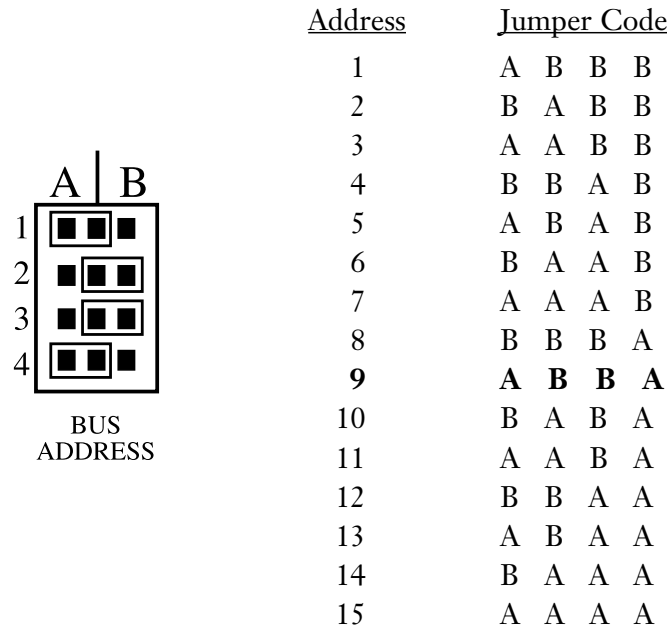 Address Jumper Code
1 A B B B
2 B A B B
3 A A B B
4 B B A B
5 A B A B
6 B A A B
7 A A A B
8 B B B A
9 A B B A
10 B A B A
11 A A B A
12 B B A A
13 A B A A
14 B A A A
15 A A A A
A B
1
2
3
4
BUS
ADDRESS